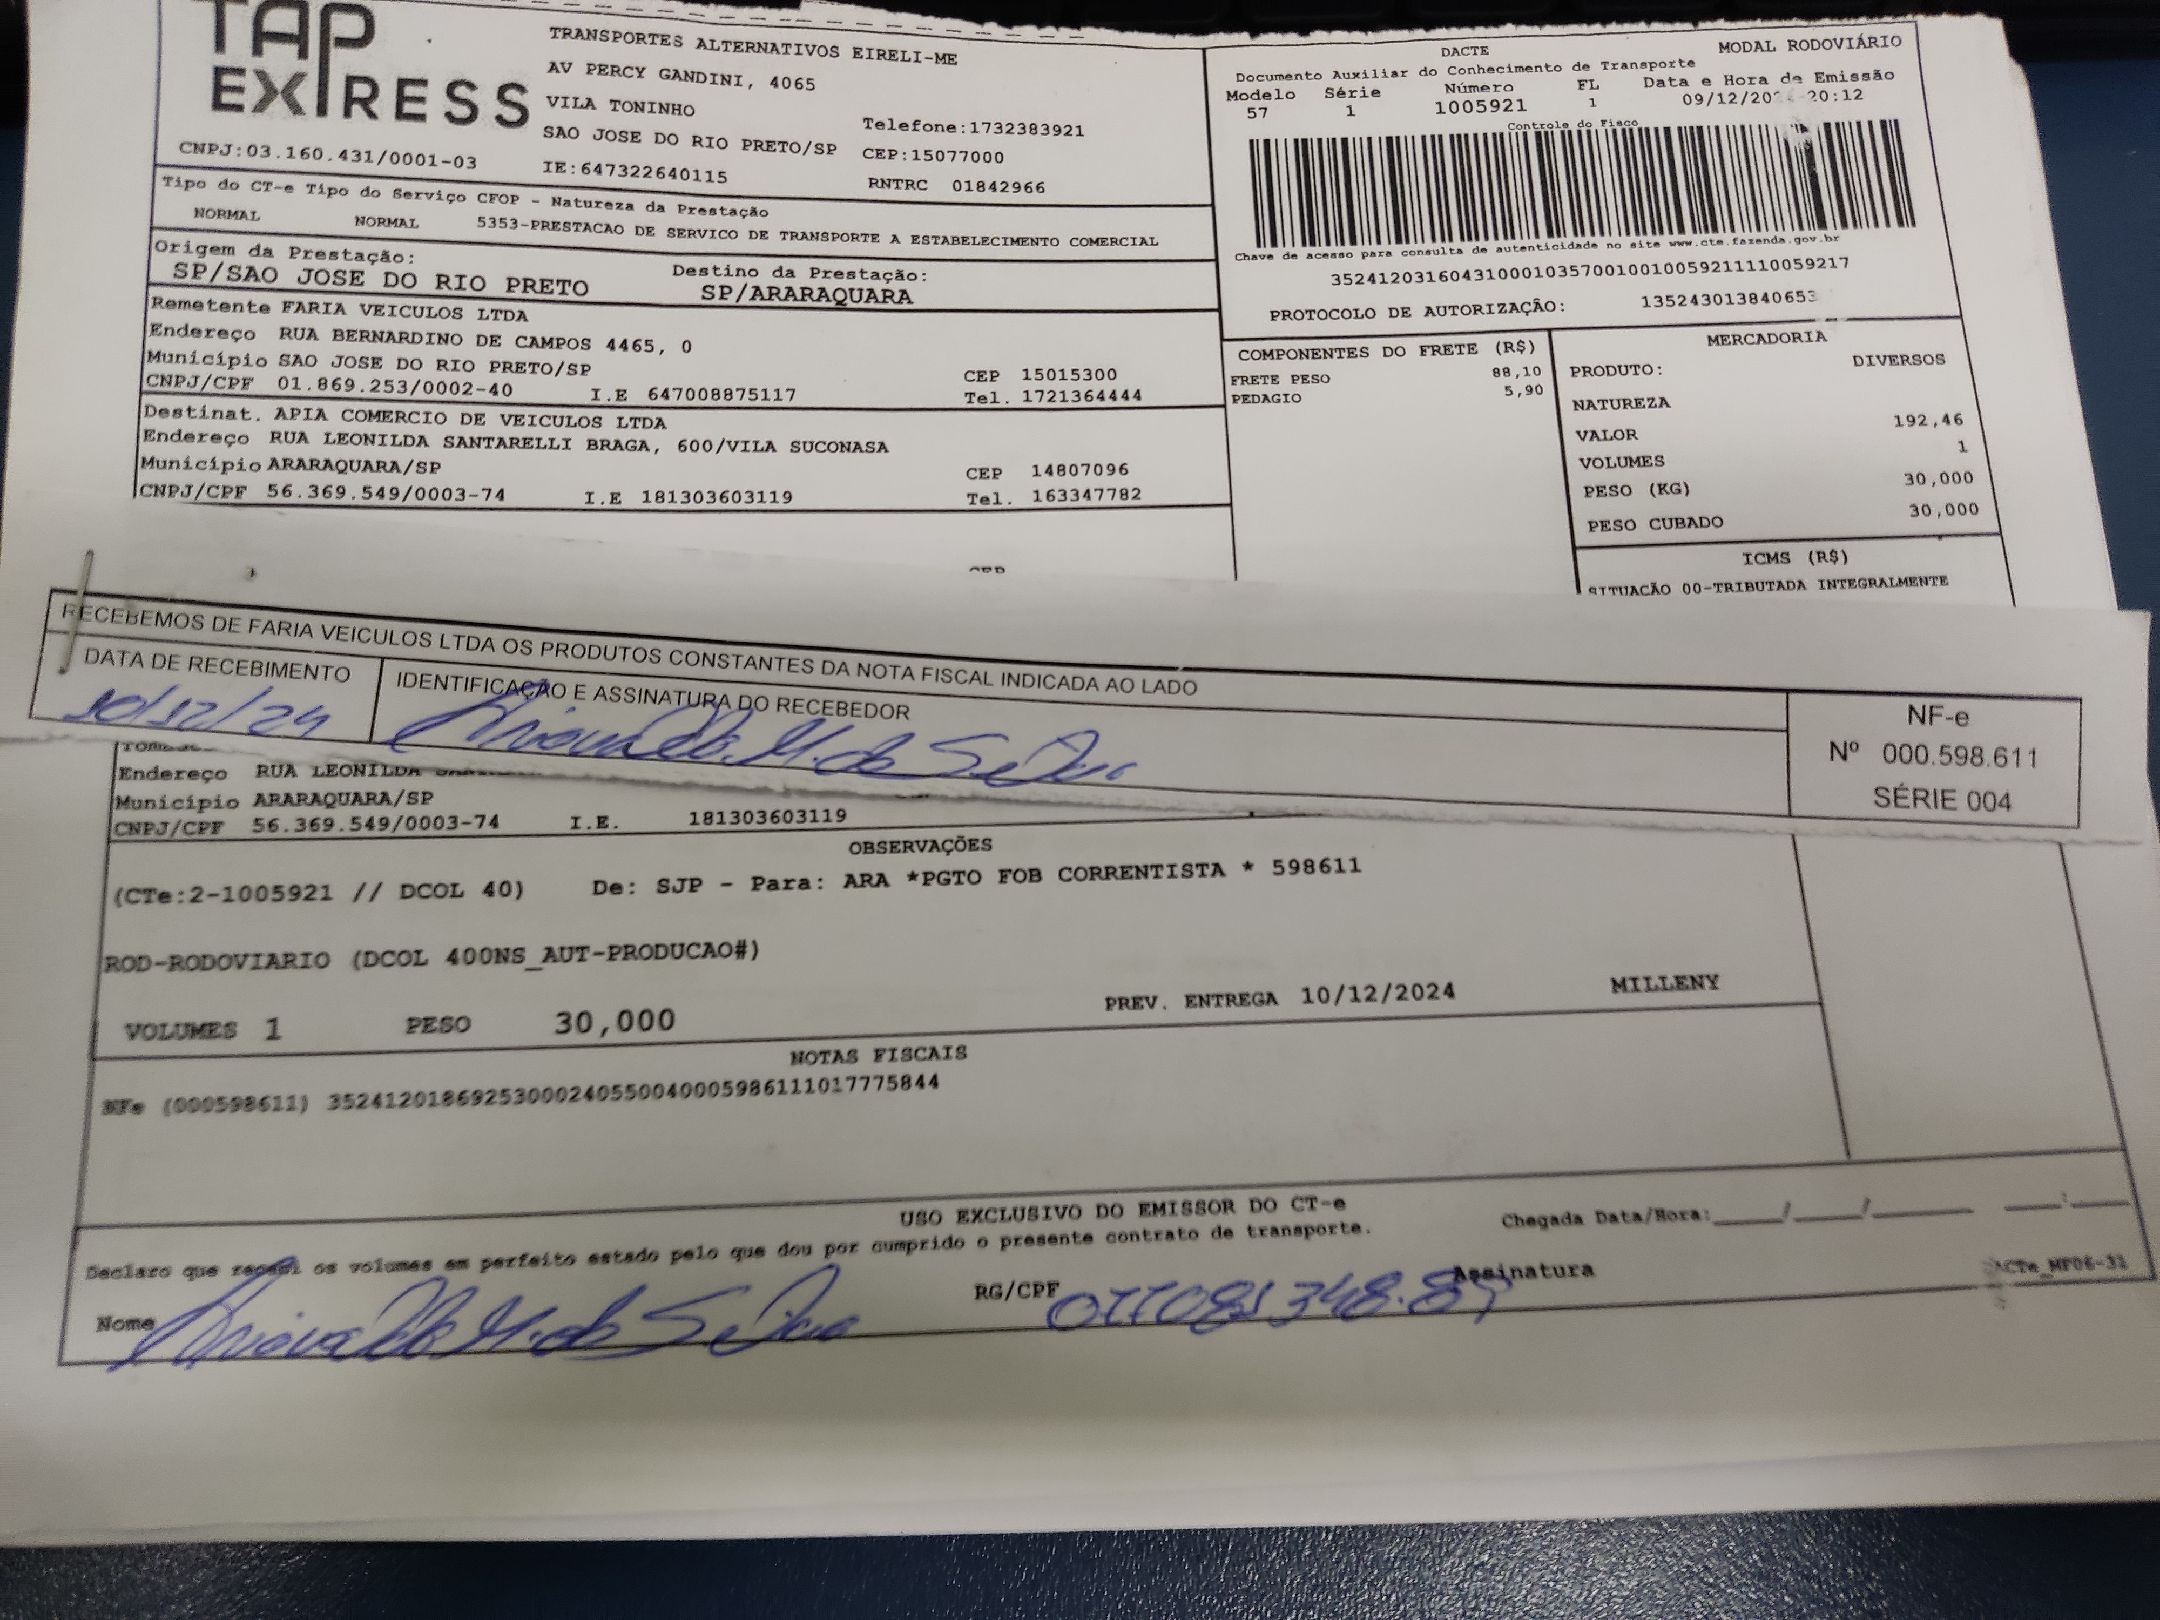 TAP
EXPRESS
TRANSPORTES ALTERNATIVOS EIRELI-ME
AV PERCY GANDINI, 4065
VILA TONINHO
SAO JOSE DO RIO PRETO/SP
Telefone:1732383921
CEP:15077000
CNPJ:03.160.431/0001-03
IE:647322640115
RNTRC 01842966
DACTE
MODAL RODOVIÁRIO
Documento Auxiliar do Conhecimento de Transporte
Modelo Série Número FL Data e Hora de Emissão
57 1 1005921 1 09/12/20 20:12
Controle do Fisco
Chave de acesso para consulta de autenticidade no site www.cte.fazenda.gov.br
35241203160431000103570010010059211110059217
PROTOCOLO DE AUTORIZAÇÃO: 135243013840653
Tipo do CT-e Tipo do Serviço CFOP - Natureza da Prestação
NORMAL NORMAL 5353-PRESTACAO DE SERVICO DE TRANSPORTE A ESTABELECIMENTO COMERCIAL
Origem da Prestação: Destino da Prestação:
SP/SAO JOSE DO RIO PRETO SP/ARARAQUARA
Remetente FARIA VEICULOS LTDA
Endereço RUA BERNARDINO DE CAMPOS 4465, 0
Município SAO JOSE DO RIO PRETO/SP CEP 15015300
CNPJ/CPF 01.869.253/0002-40 I.E 647008875117 Tel. 1721364444
Destinat. APIA COMERCIO DE VEICULOS LTDA
Endereço RUA LEONILDA SANTARELLI BRAGA, 600/VILA SUCONASA
Município ARARAQUARA/SP CEP 14807096
CNPJ/CPF 56.369.549/0003-74 I.E 181303603119 Tel. 163347782
COMPONENTES DO FRETE (R$)
FRETE PESO 88,10
PEDAGIO 5,90
MERCADORIA
PRODUTO: DIVERSOS
NATUREZA
VALOR 192,46
VOLUMES 1
PESO (KG) 30,000
PESO CUBADO 30,000
ICMS (R$)
SITUACÃO 00-TRIBUTADA INTEGRALMENTE
CEP
RECEBEMOS DE FARIA VEICULOS LTDA OS PRODUTOS CONSTANTES DA NOTA FISCAL INDICADA AO LADO
DATA DE RECEBIMENTO
10/12/24
IDENTIFICAÇÃO E ASSINATURA DO RECEBEDOR
NF-e
Nº 000.598.611
SÉRIE 004
Endereço RUA LEONILDA
Município ARARAQUARA/SP
CNPJ/CPF 56.369.549/0003-74 I.E. 181303603119
OBSERVAÇÕES
(CTe:2-1005921 // DCOL 40) De: SJP - Para: ARA *PGTO FOB CORRENTISTA * 598611
ROD-RODOVIARIO (DCOL 400NS_AUT-PRODUCAO#)
VOLUMES 1 PESO 30,000 PREV. ENTREGA 10/12/2024 MILLENY
NOTAS FISCAIS
NFe (000598611) 35241201869253000240550040005986111017775844
USO EXCLUSIVO DO EMISSOR DO CT-e
Declaro que recebi os volumes em perfeito estado pelo que dou por cumprido o presente contrato de transporte.
Chegada Data/Hora:____/____/______ ____:____
Nome
RG/CPF
Assinatura
DACTe_MF06-31